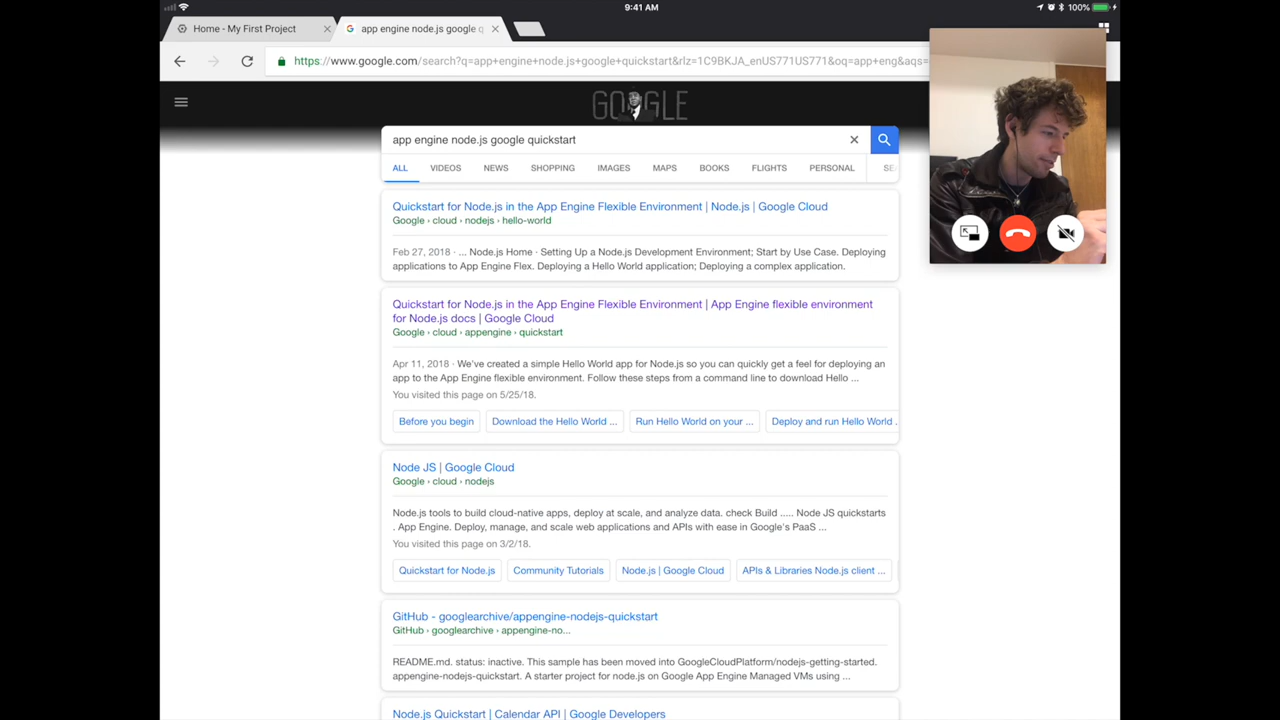 9:41 AM
100%
Home - My First Project
app engine node.js google q
https://www.google.com/search?q=app+engine+node.js+google+quickstart&rlz=1C9BKJA_enUS771US771&oq=app+eng&aqs=
GOOGLE
app engine node.js google quickstart
ALL VIDEOS NEWS SHOPPING IMAGES MAPS BOOKS FLIGHTS PERSONAL SE
Quickstart for Node.js in the App Engine Flexible Environment | Node.js | Google Cloud
Google › cloud › nodejs › hello-world
Feb 27, 2018 · ... Node.js Home · Setting Up a Node.js Development Environment; Start by Use Case. Deploying
applications to App Engine Flex. Deploying a Hello World application; Deploying a complex application.
Quickstart for Node.js in the App Engine Flexible Environment | App Engine flexible environment
for Node.js docs | Google Cloud
Google › cloud › appengine › quickstart
Apr 11, 2018 · We've created a simple Hello World app for Node.js so you can quickly get a feel for deploying an
app to the App Engine flexible environment. Follow these steps from a command line to download Hello ...
You visited this page on 5/25/18.
Before you begin Download the Hello World ... Run Hello World on your ... Deploy and run Hello World .
Node JS | Google Cloud
Google › cloud › nodejs
Node.js tools to build cloud-native apps, deploy at scale, and analyze data. check Build ..... Node JS quickstarts
. App Engine. Deploy, manage, and scale web applications and APIs with ease in Google's PaaS ...
You visited this page on 3/2/18.
Quickstart for Node.js Community Tutorials Node.js | Google Cloud APIs & Libraries Node.js client ...
GitHub - googlearchive/appengine-nodejs-quickstart
GitHub › googlearchive › appengine-no...
README.md. status: inactive. This sample has been moved into GoogleCloudPlatform/nodejs-getting-started.
appengine-nodejs-quickstart. A starter project for node.js on Google App Engine Managed VMs using ...
Node.js Quickstart | Calendar API | Google Developers